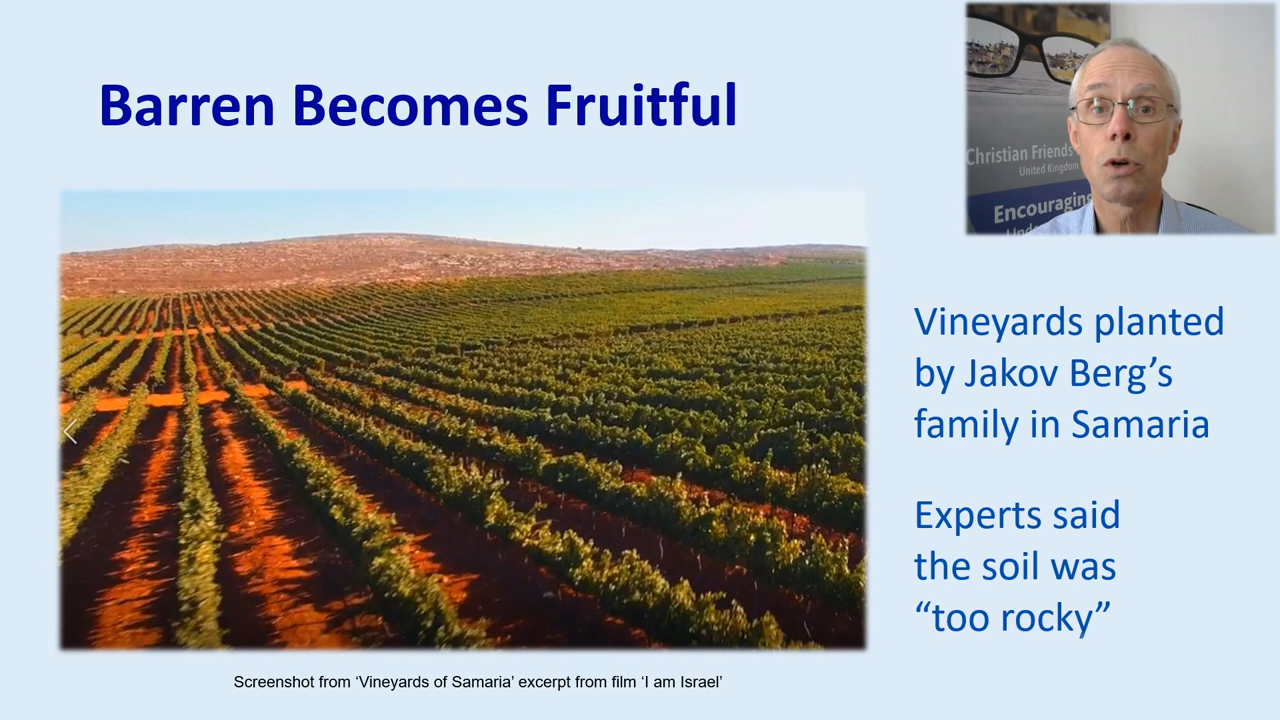 Barren Becomes Fruitful
Christian Friends
United Kingdom
Encouraging
Vineyards planted
by Jakov Berg’s
family in Samaria
Experts said
the soil was
“too rocky”
Screenshot from ‘Vineyards of Samaria’ excerpt from film ‘I am Israel’